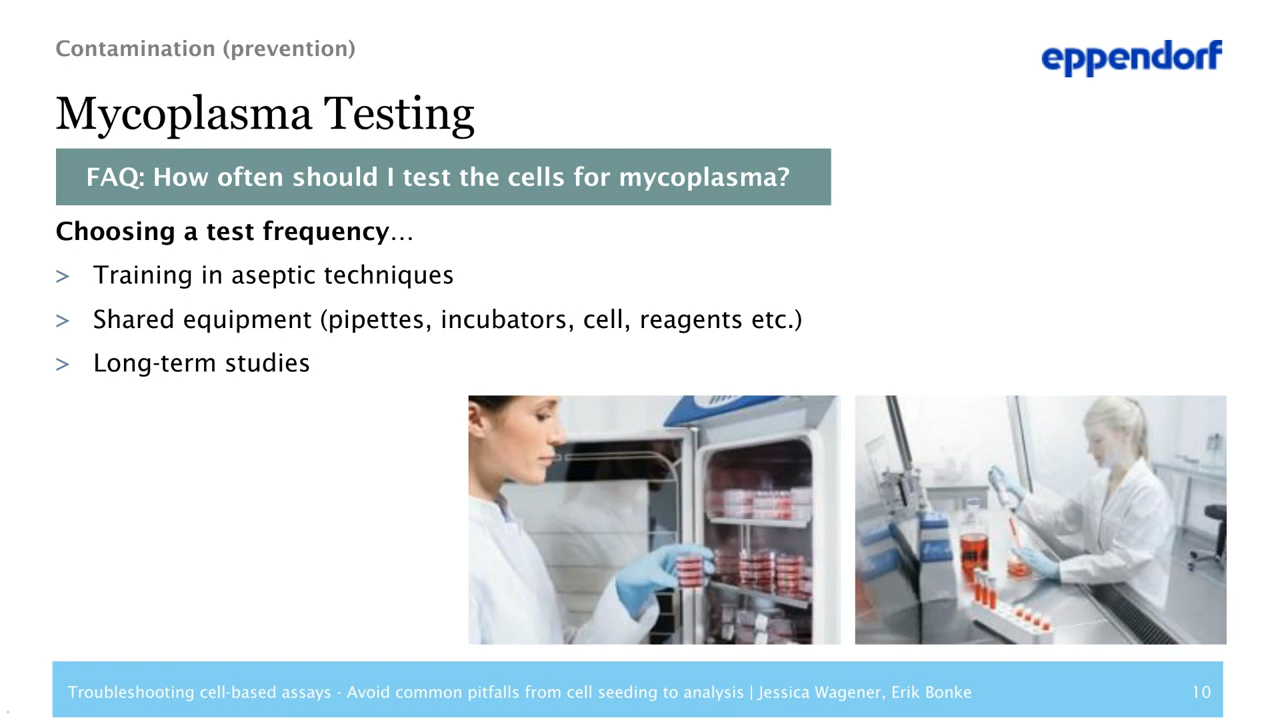 Contamination (prevention)
eppendorf
Mycoplasma Testing
FAQ: How often should I test the cells for mycoplasma?
Choosing a test frequency…
> Training in aseptic techniques
> Shared equipment (pipettes, incubators, cell, reagents etc.)
> Long-term studies
Troubleshooting cell-based assays - Avoid common pitfalls from cell seeding to analysis | Jessica Wagener, Erik Bonke
10